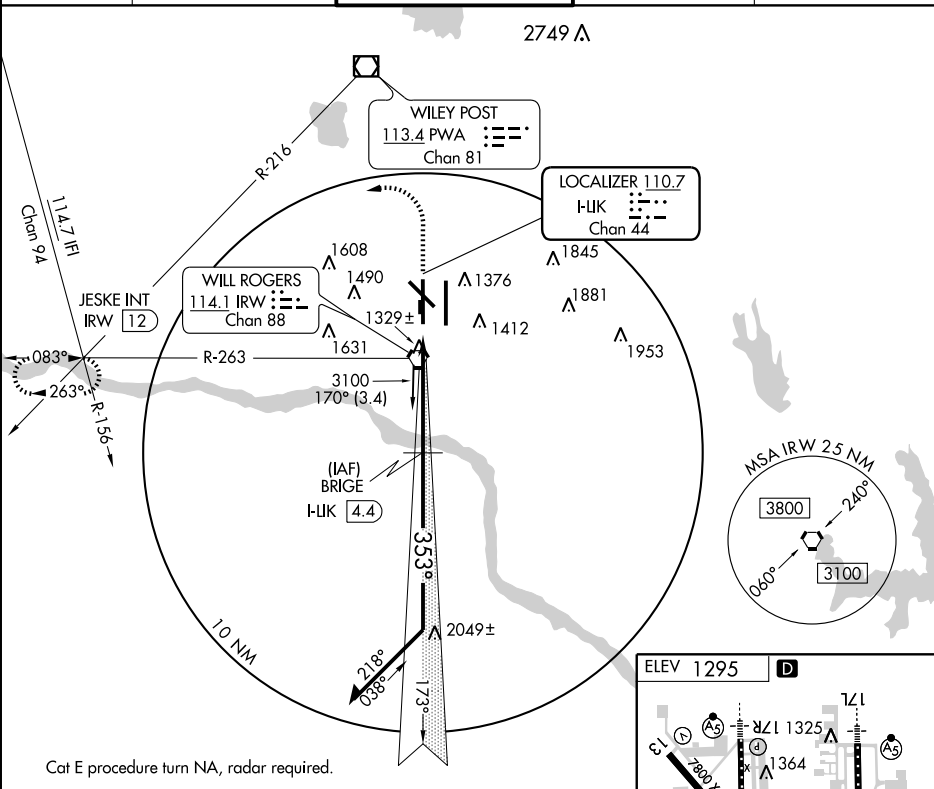 2749
WILEY POST
113.4 PWA
Chan 81
R-216
LOCALIZER 110.7
I-IJK
Chan 44
114.7 IFI
Chan 94
1608
1490
1376
1845
1881
WILL ROGERS
114.1 IRW
Chan 88
JESKE INT
IRW 12
1329±
1412
1631
1953
083°
R-263
263°
R-156
3100
170° (3.4)
(IAF)
BRIGE
I-IJK 4.4
353°
MSA IRW 25 NM
3800
240°
060°
3100
2049±
10 NM
218°
038°
173°
ELEV 1295 D
17L
A5
17R
1325
V
P
A5
13
7800 X
X
1364
Cat E procedure turn NA, radar required.